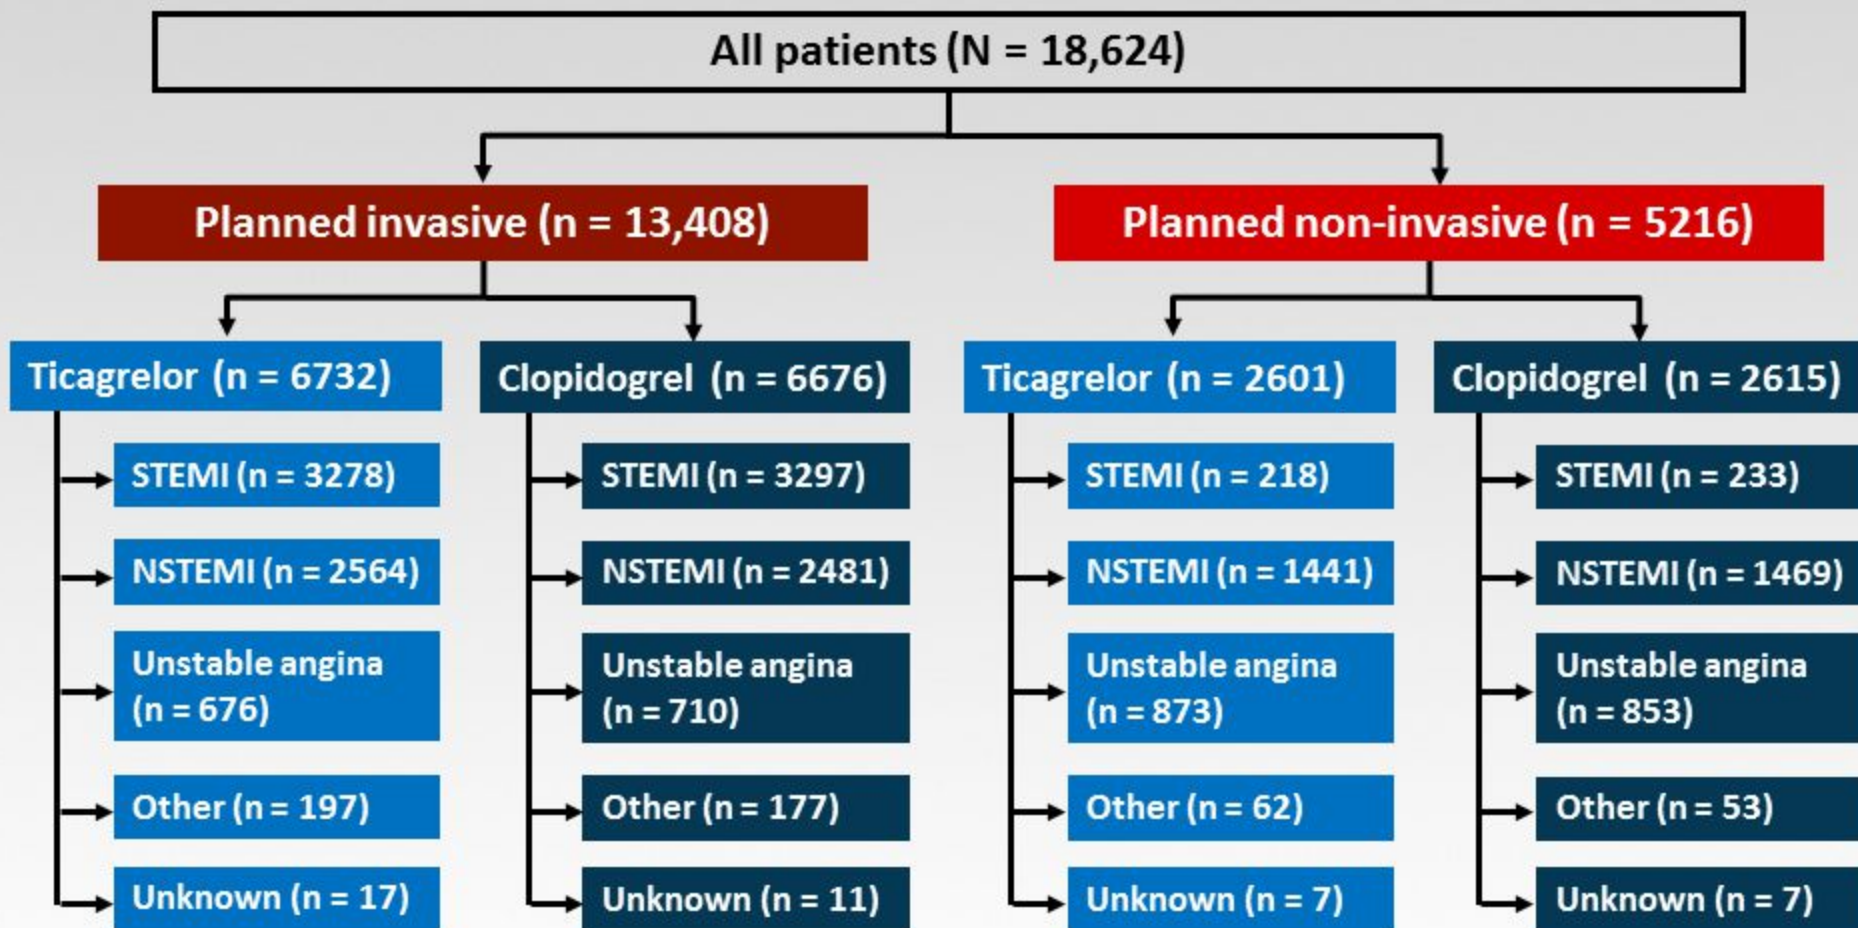 All patients (N = 18,624)
Planned invasive (n = 13,408)
Planned non-invasive (n = 5216)
Ticagrelor (n = 6732)
STEMI (n = 3278)
NSTEMI (n = 2564)
Unstable angina
(n = 676)
Other (n = 197)
Unknown (n = 17)
Clopidogrel (n = 6676)
STEMI (n = 3297)
NSTEMI (n = 2481)
Unstable angina
(n = 710)
Other (n = 177)
Unknown (n = 11)
Ticagrelor (n = 2601)
STEMI (n = 218)
NSTEMI (n = 1441)
Unstable angina
(n = 873)
Other (n = 62)
Unknown (n = 7)
Clopidogrel (n = 2615)
STEMI (n = 233)
NSTEMI (n = 1469)
Unstable angina
(n = 853)
Other (n = 53)
Unknown (n = 7)